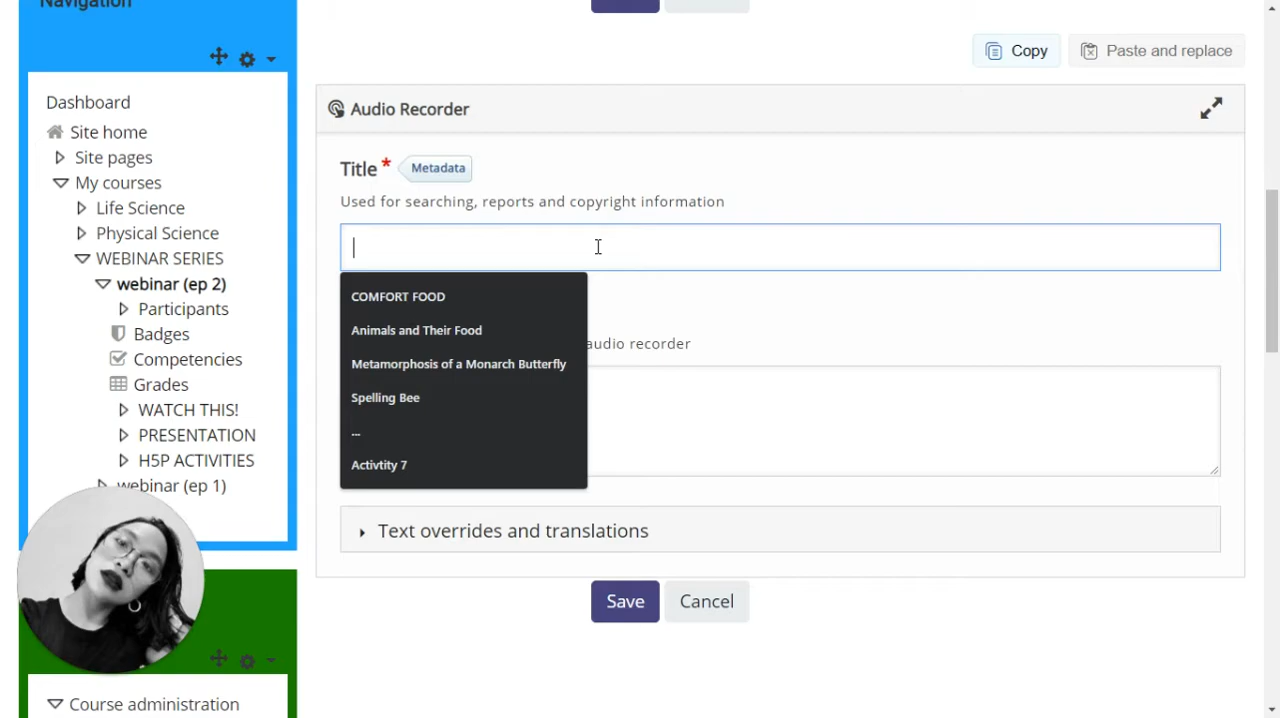 Navigation
Copy
Paste and replace
Dashboard
Site home
Site pages
My courses
Life Science
Physical Science
WEBINAR SERIES
webinar (ep 2)
Participants
Badges
Competencies
Grades
WATCH THIS!
PRESENTATION
H5P ACTIVITIES
webinar (ep 1)
Course administration
Audio Recorder
Title * Metadata
Used for searching, reports and copyright information
COMFORT FOOD
Animals and Their Food
audio recorder
Metamorphosis of a Monarch Butterfly
Spelling Bee
...
Activtity 7
Text overrides and translations
Save
Cancel